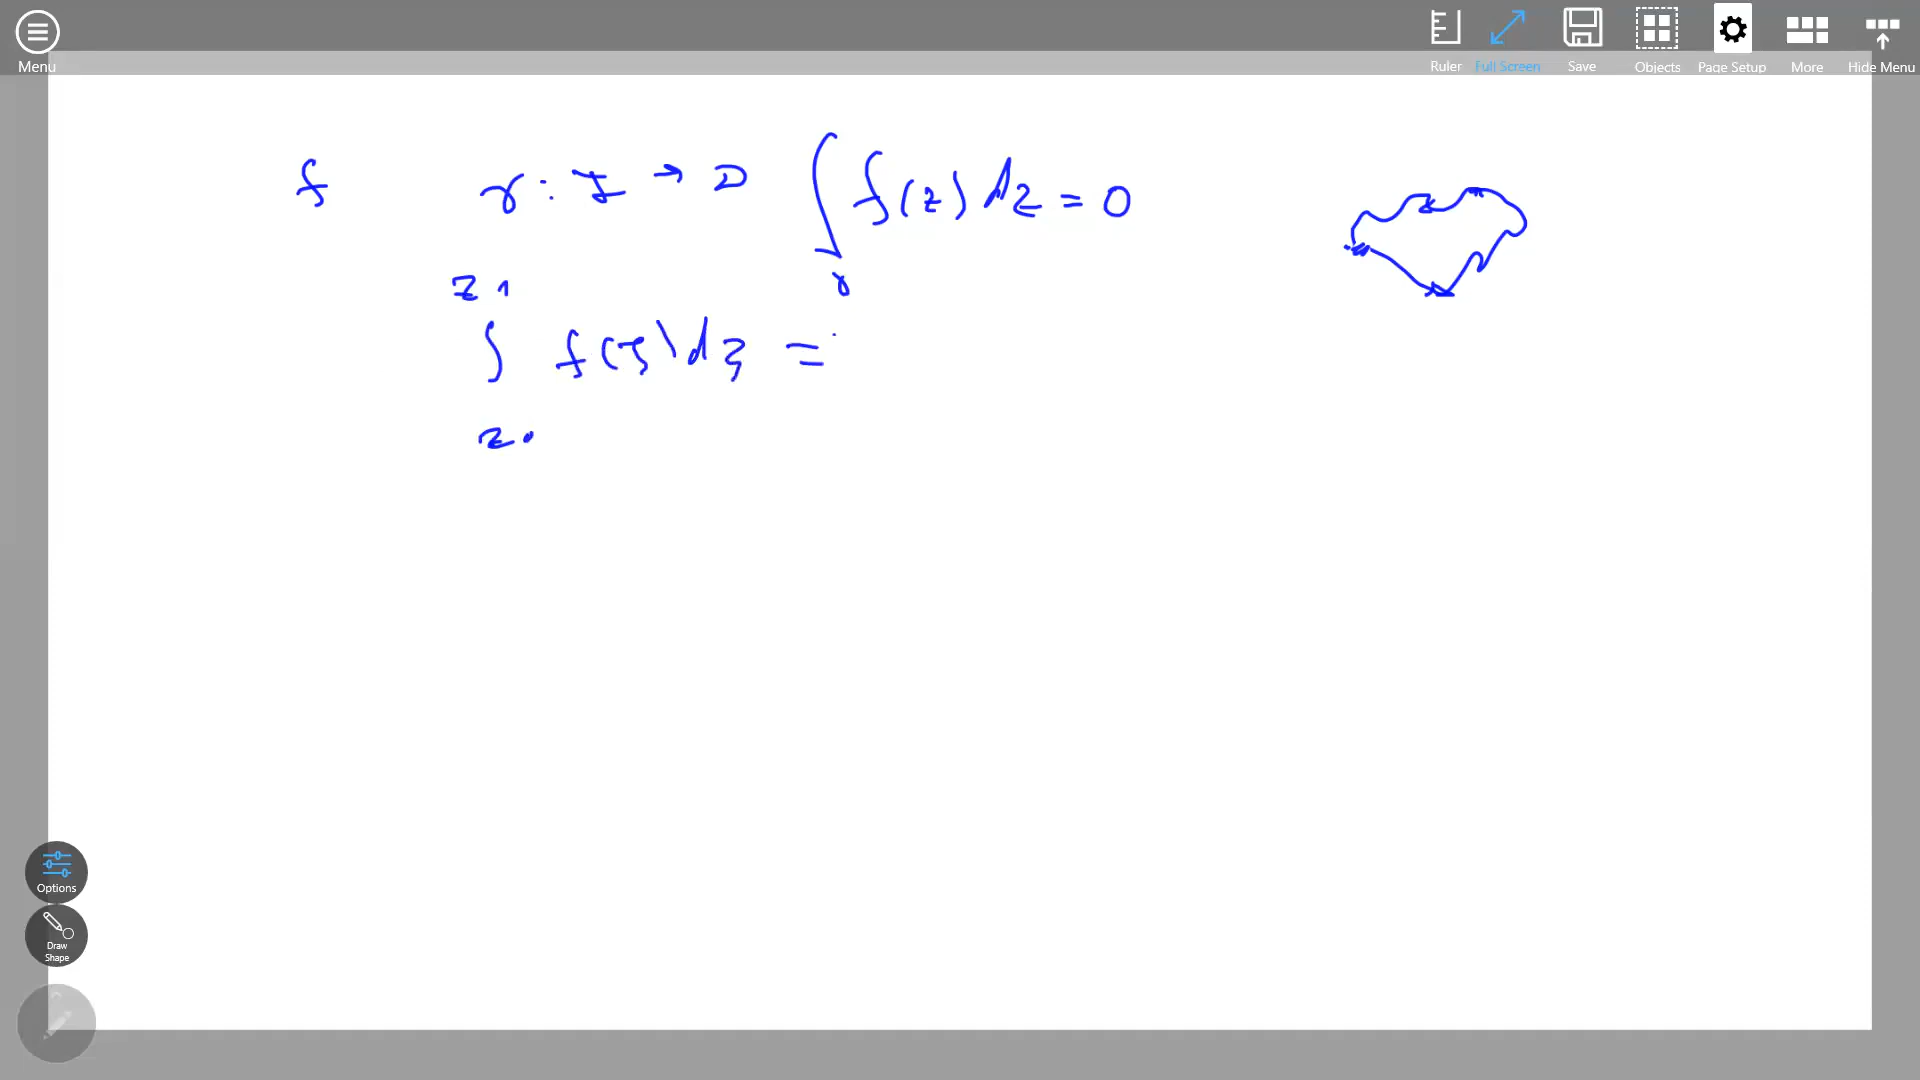 Menu
Ruler Full Screen Save Objects Page Setup More Hide Menu
f γ : I → D ∫ f(z) dz = 0
γ
z1
∫ f(ζ) dζ =
z0
Options
Draw
Shape